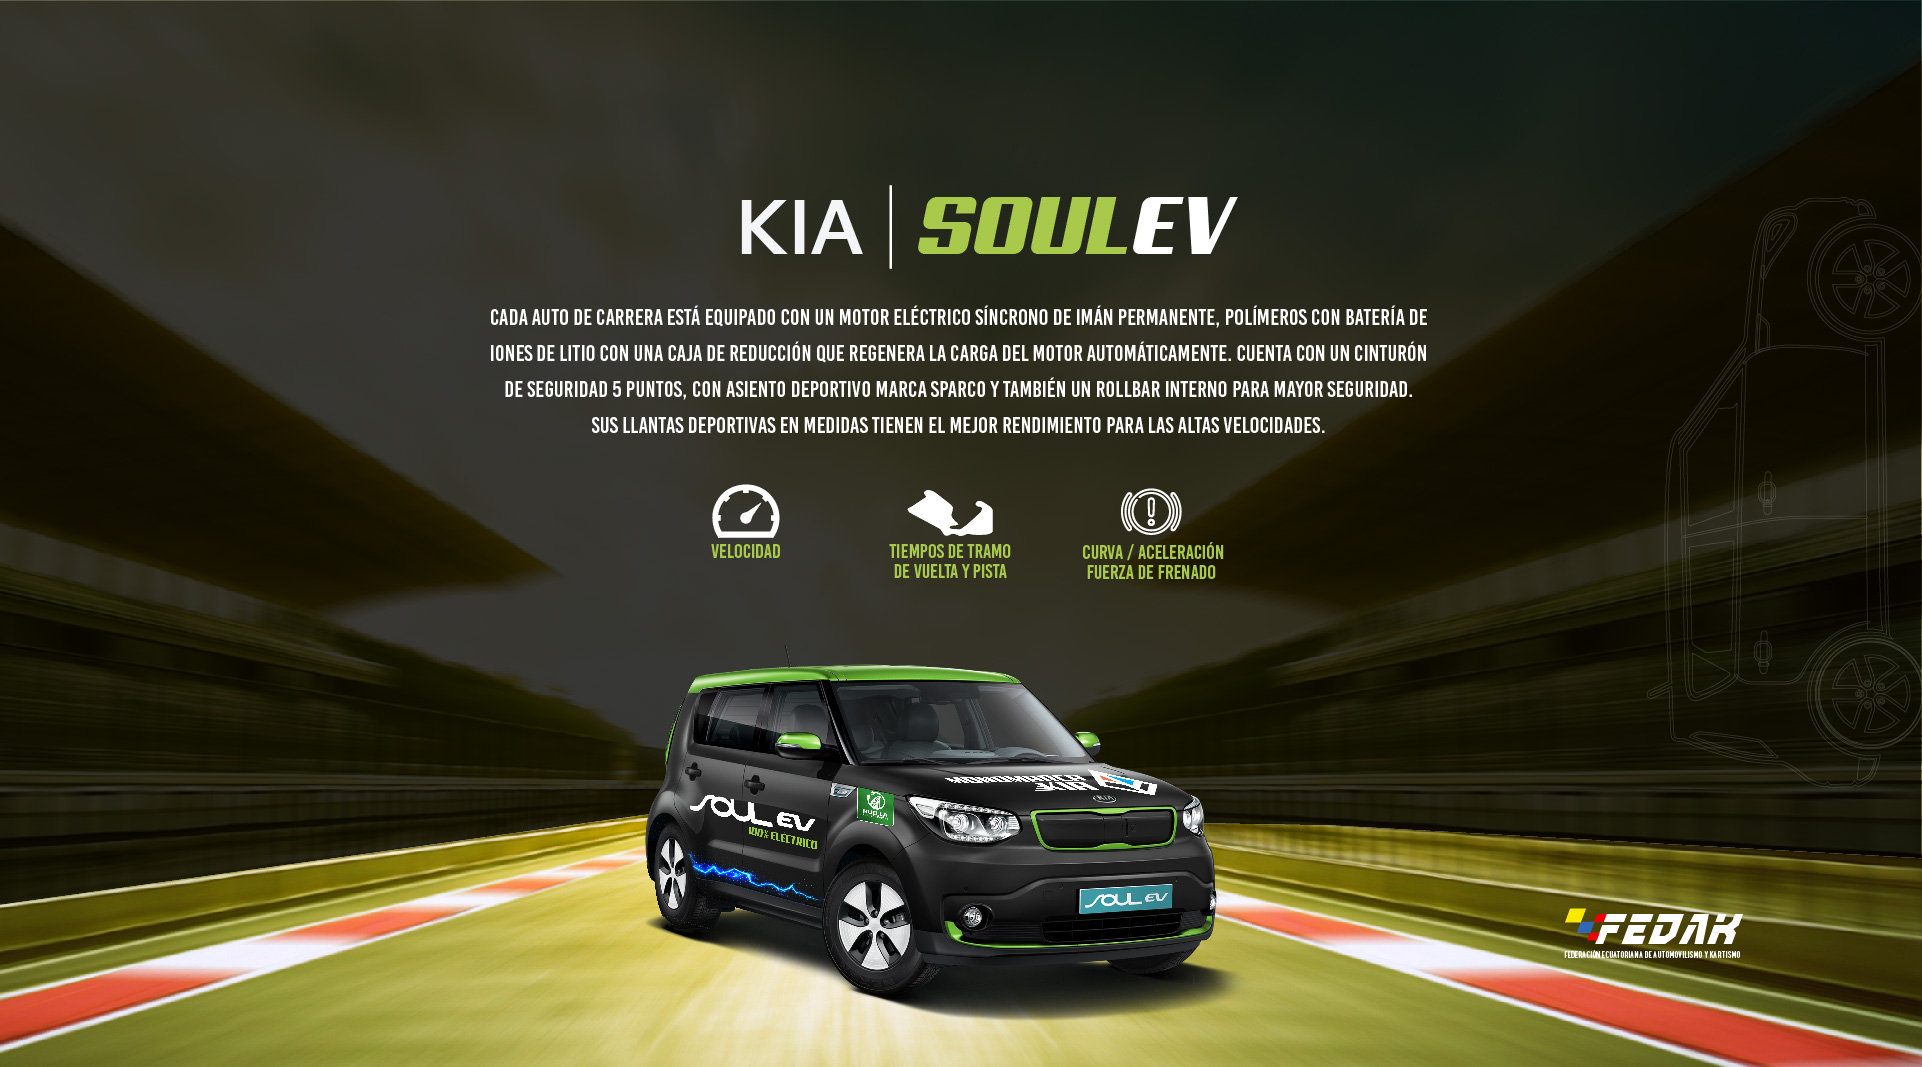 KIA | SOULEV
CADA AUTO DE CARRERA ESTÁ EQUIPADO CON UN MOTOR ELÉCTRICO SÍNCRONO DE IMÁN PERMANENTE, POLÍMEROS CON BATERÍA DE
IONES DE LITIO CON UNA CAJA DE REDUCCIÓN QUE REGENERA LA CARGA DEL MOTOR AUTOMÁTICAMENTE. CUENTA CON UN CINTURÓN
DE SEGURIDAD 5 PUNTOS, CON ASIENTO DEPORTIVO MARCA SPARCO Y TAMBIÉN UN ROLLBAR INTERNO PARA MAYOR SEGURIDAD.
SUS LLANTAS DEPORTIVAS EN MEDIDAS TIENEN EL MEJOR RENDIMIENTO PARA LAS ALTAS VELOCIDADES.
VELOCIDAD
TIEMPOS DE TRAMO
DE VUELTA Y PISTA
CURVA / ACELERACIÓN
FUERZA DE FRENADO
KIA
SOUL EV
100% ELÉCTRICO
SOUL EV
FEDAK
FEDERACIÓN ECUATORIANA DE AUTOMOVILISMO Y KARTISMO